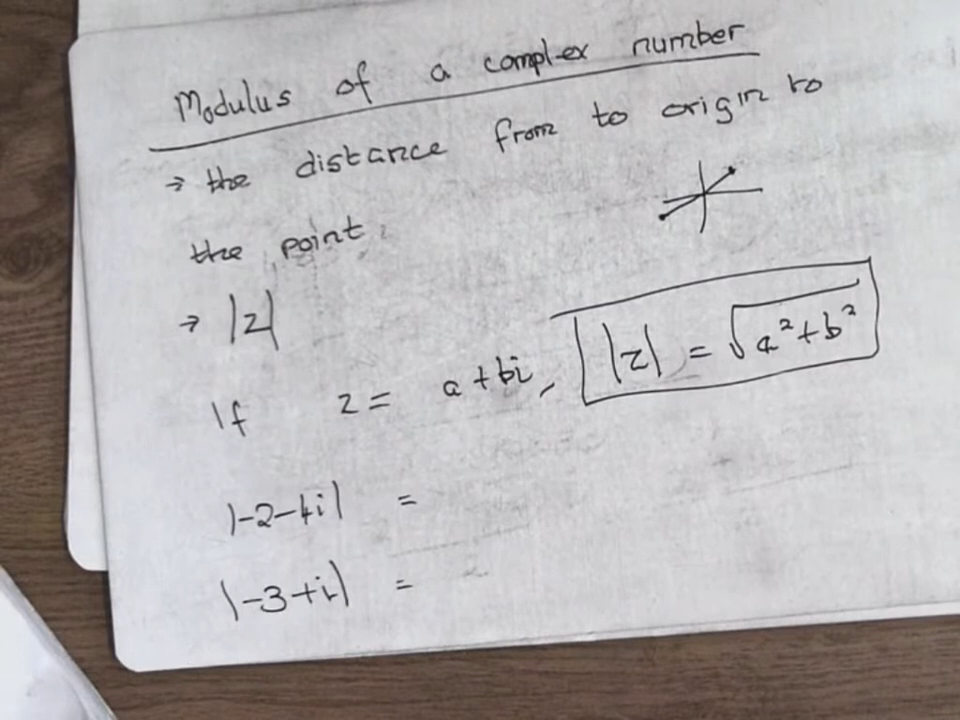 Modulus of a complex number
→ the distance from to origin to
the point
→ |z|
If z = a + bi, |z| = √a²+b²
|-2-4i| =
|-3+i| =